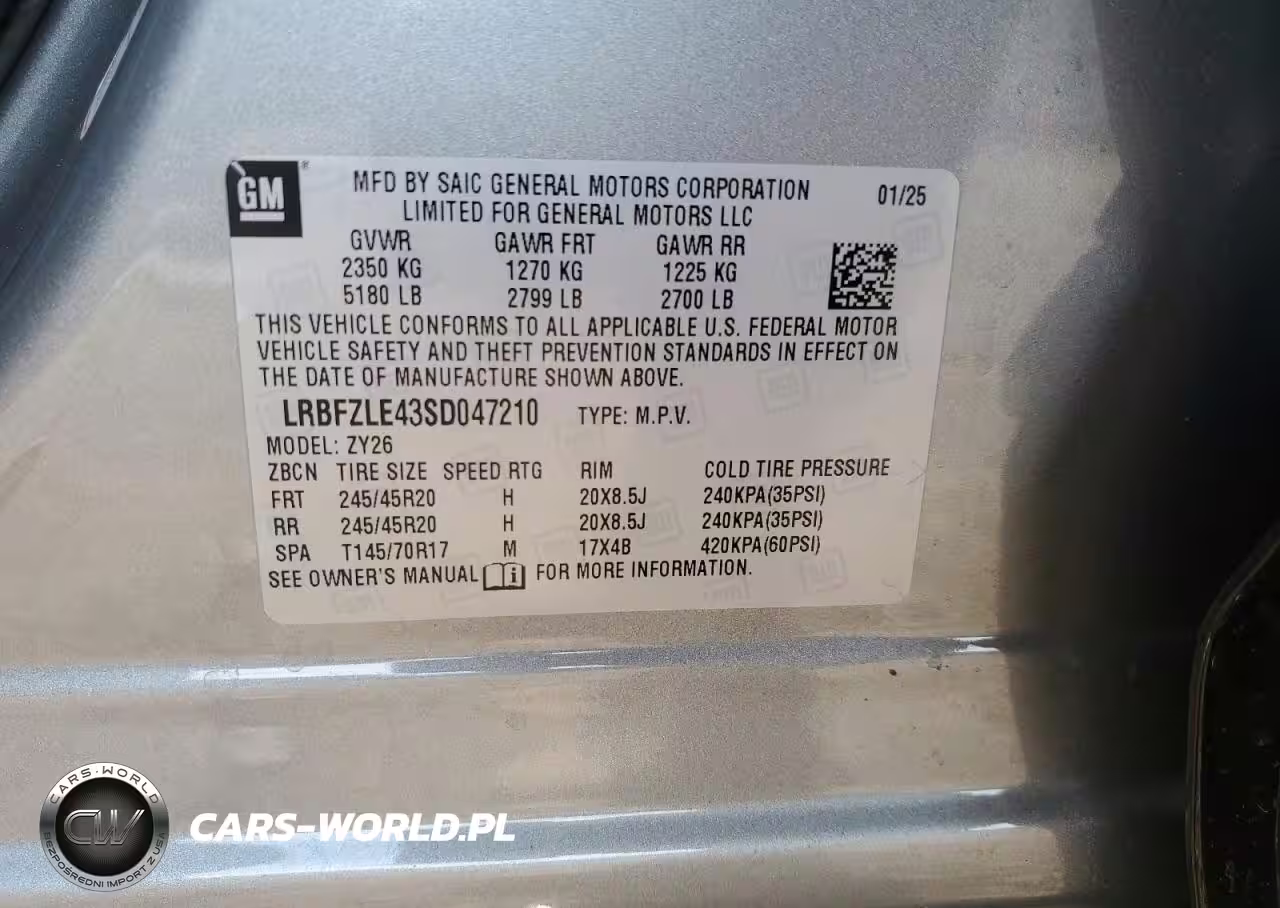 GM
MFD BY SAIC GENERAL MOTORS CORPORATION 01/25
LIMITED FOR GENERAL MOTORS LLC
GVWR GAWR FRT GAWR RR
2350 KG 1270 KG 1225 KG
5180 LB 2799 LB 2700 LB
THIS VEHICLE CONFORMS TO ALL APPLICABLE U.S. FEDERAL MOTOR
VEHICLE SAFETY AND THEFT PREVENTION STANDARDS IN EFFECT ON
THE DATE OF MANUFACTURE SHOWN ABOVE.
LRBFZLE43SD047210 TYPE: M.P.V.
MODEL: ZY26
ZBCN TIRE SIZE SPEED RTG RIM COLD TIRE PRESSURE
FRT 245/45R20 H 20X8.5J 240KPA(35PSI)
RR 245/45R20 H 20X8.5J 240KPA(35PSI)
SPA T145/70R17 M 17X4B 420KPA(60PSI)
SEE OWNER'S MANUAL FOR MORE INFORMATION.
CARS-WORLD
CW
BEZPOŚREDNI IMPORT Z USA
CARS-WORLD.PL